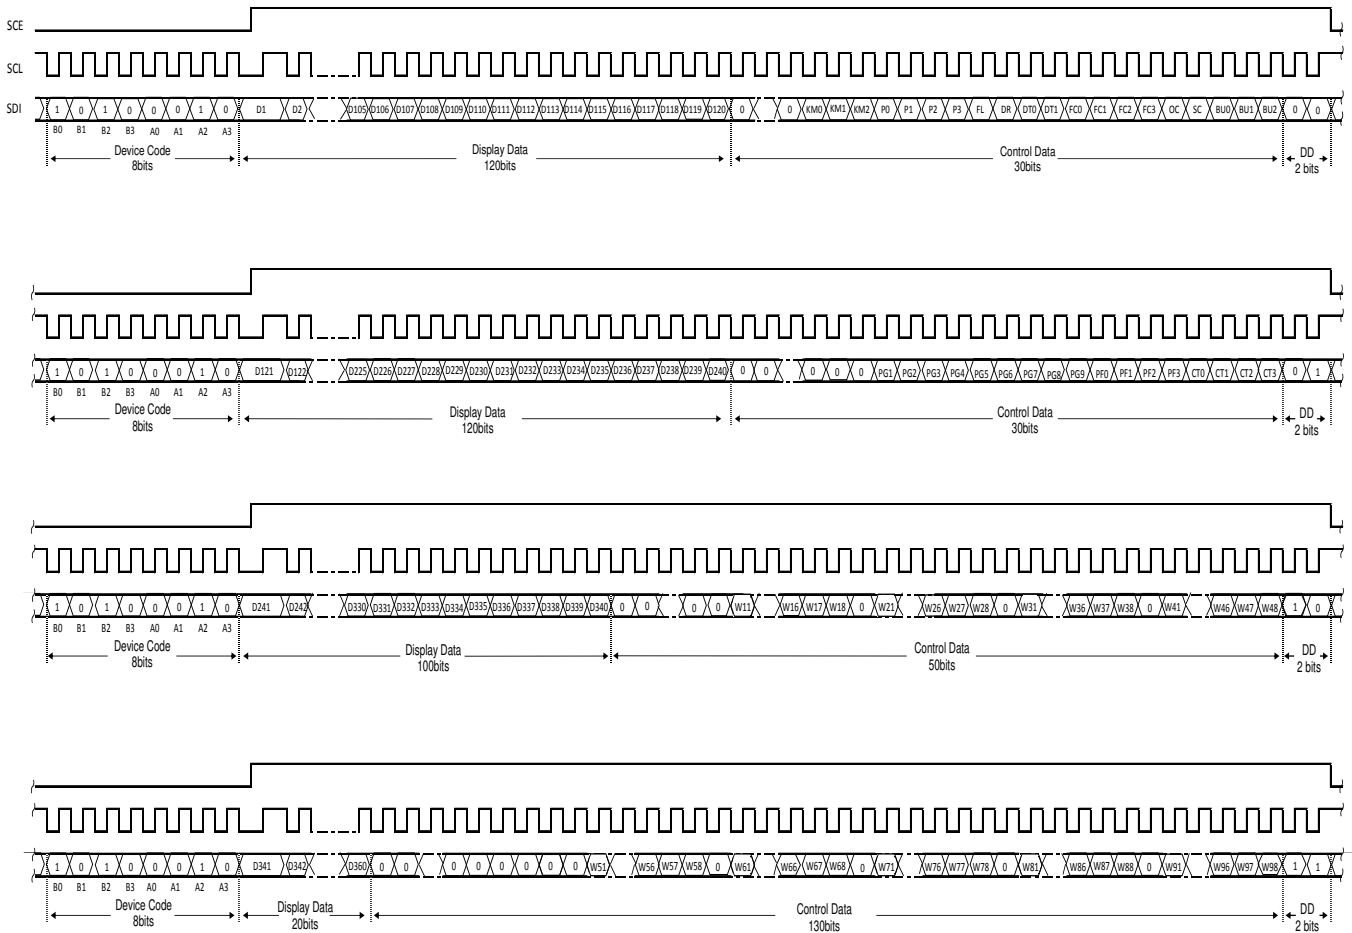 SCE
SCL
SDI 1 0 1 0 0 0 1 0 D1 D2 D105 D106 D107 D108 D109 D110 D111 D112 D113 D114 D115 D116 D117 D118 D119 D120 0 0 KM0 KM1 KM2 P0 P1 P2 P3 FL DR DT0 DT1 FC0 FC1 FC2 FC3 OC SC BU0 BU1 BU2 0 0
B0 B1 B2 B3 A0 A1 A2 A3
Device Code Display Data Control Data DD
8bits 120bits 30bits 2 bits
1 0 1 0 0 0 1 0 D121 D122 D225 D226 D227 D228 D229 D230 D231 D232 D233 D234 D235 D236 D237 D238 D239 D240 0 0 0 0 0 PG1 PG2 PG3 PG4 PG5 PG6 PG7 PG8 PG9 PF0 PF1 PF2 PF3 CT0 CT1 CT2 CT3 0 1
B0 B1 B2 B3 A0 A1 A2 A3
Device Code Display Data Control Data DD
8bits 120bits 30bits 2 bits
1 0 1 0 0 0 1 0 D241 D242 D330 D331 D332 D333 D334 D335 D336 D337 D338 D339 D340 0 0 0 0 W11 W16 W17 W18 0 W21 W26 W27 W28 0 W31 W36 W37 W38 0 W41 W46 W47 W48 1 0
B0 B1 B2 B3 A0 A1 A2 A3
Device Code Display Data Control Data DD
8bits 100bits 50bits 2 bits
1 0 1 0 0 0 1 0 D341 D342 D360 0 0 0 0 0 0 0 0 W51 W56 W57 W58 0 W61 W66 W67 W68 0 W71 W76 W77 W78 0 W81 W86 W87 W88 0 W91 W96 W97 W98 1 1
B0 B1 B2 B3 A0 A1 A2 A3
Device Code Display Data Control Data DD
8bits 20bits 130bits 2 bits